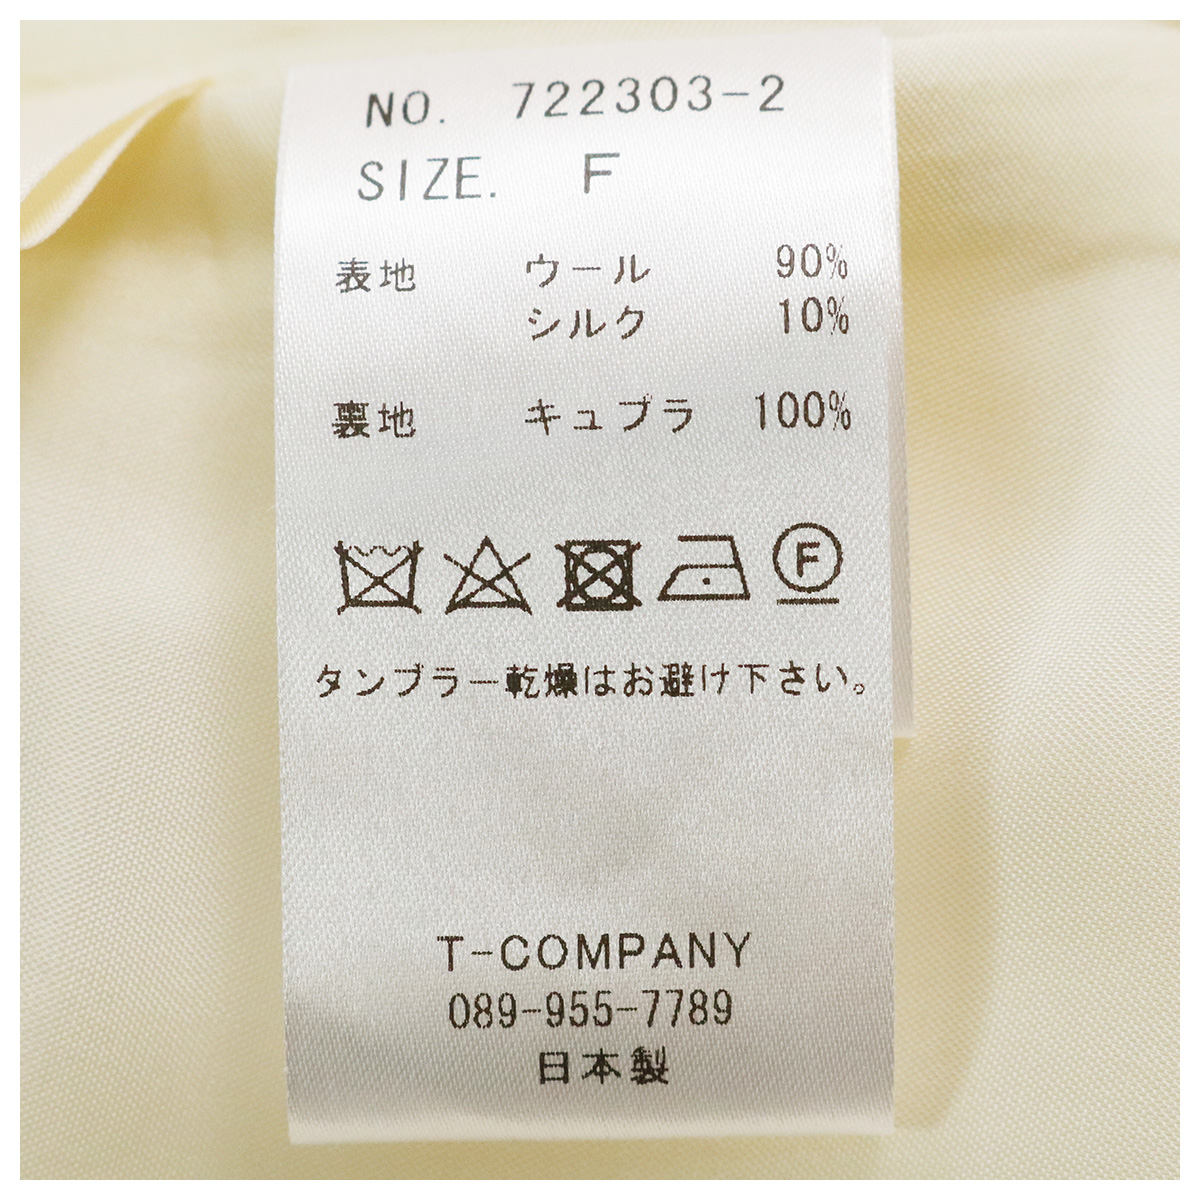 NO. 722303-2
SIZE. F
表地 ウール 90%
シルク 10%
裏地 キュプラ 100%
F
タンブラー乾燥はお避け下さい。
T-COMPANY
089-955-7789
日本製